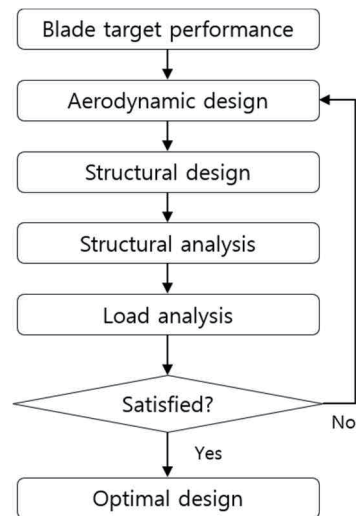 Blade target performance
Aerodynamic design
Structural design
Structural analysis
Load analysis
Satisfied?
No
Yes
Optimal design